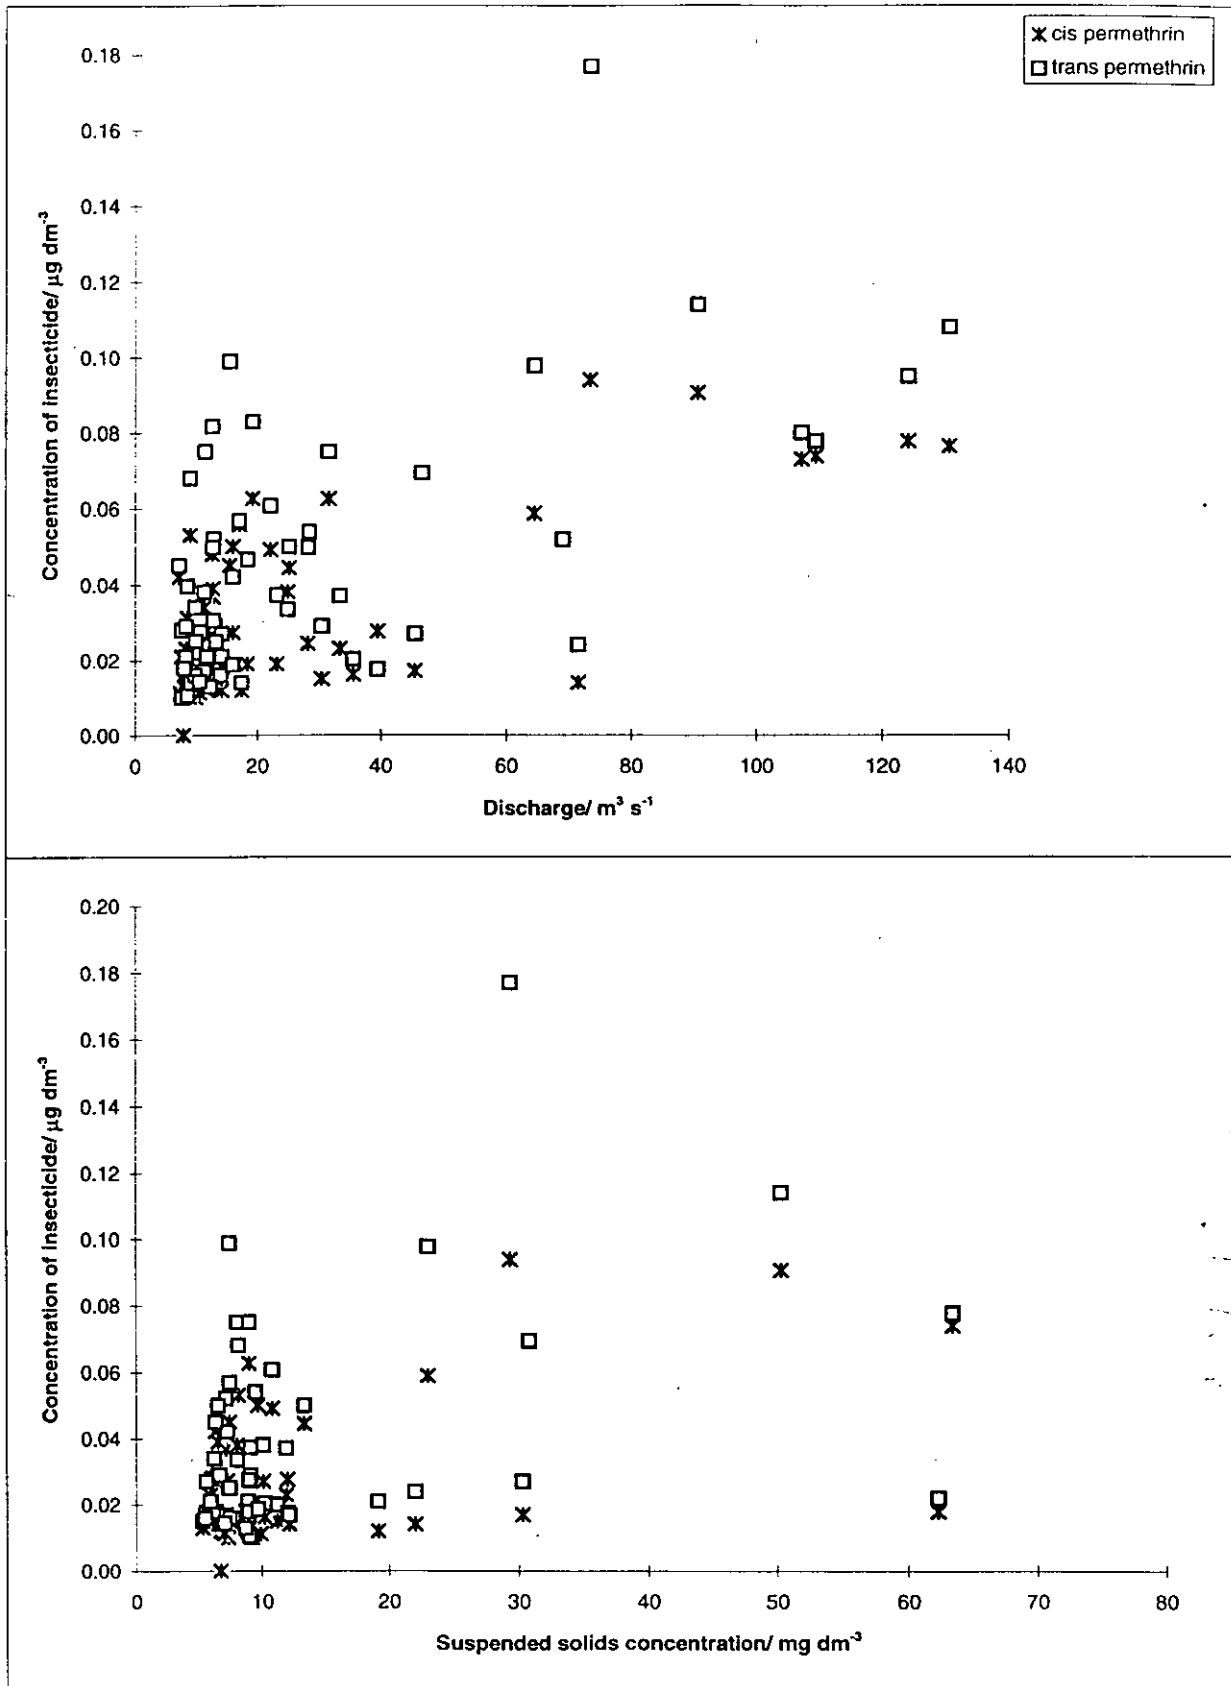 cis permethrin
trans permethrin
0.18
0.16
0.14
0.12
0.10
0.08
0.06
0.04
0.02
0.00
Concentration of insecticide/ µg dm⁻³
0 20 40 60 80 100 120 140
Discharge/ m³ s⁻¹
0.20
0.18
0.16
0.14
0.12
0.10
0.08
0.06
0.04
0.02
0.00
Concentration of insecticide/ µg dm⁻³
0 10 20 30 40 50 60 70 80
Suspended solids concentration/ mg dm⁻³